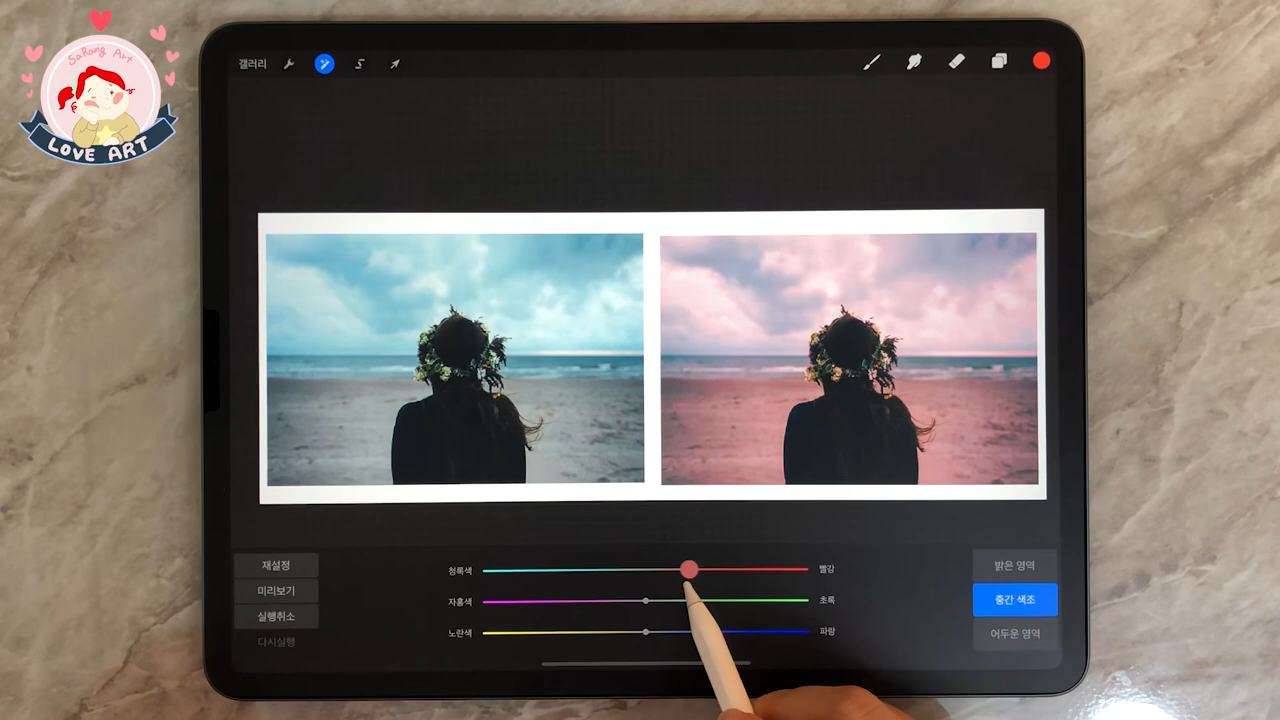 SaRang Art
LOVE ART
갤러리
재설정
미리보기
실행취소
다시실행
청록색
빨강
자홍색
초록
노란색
파랑
밝은 영역
중간 색조
어두운 영역